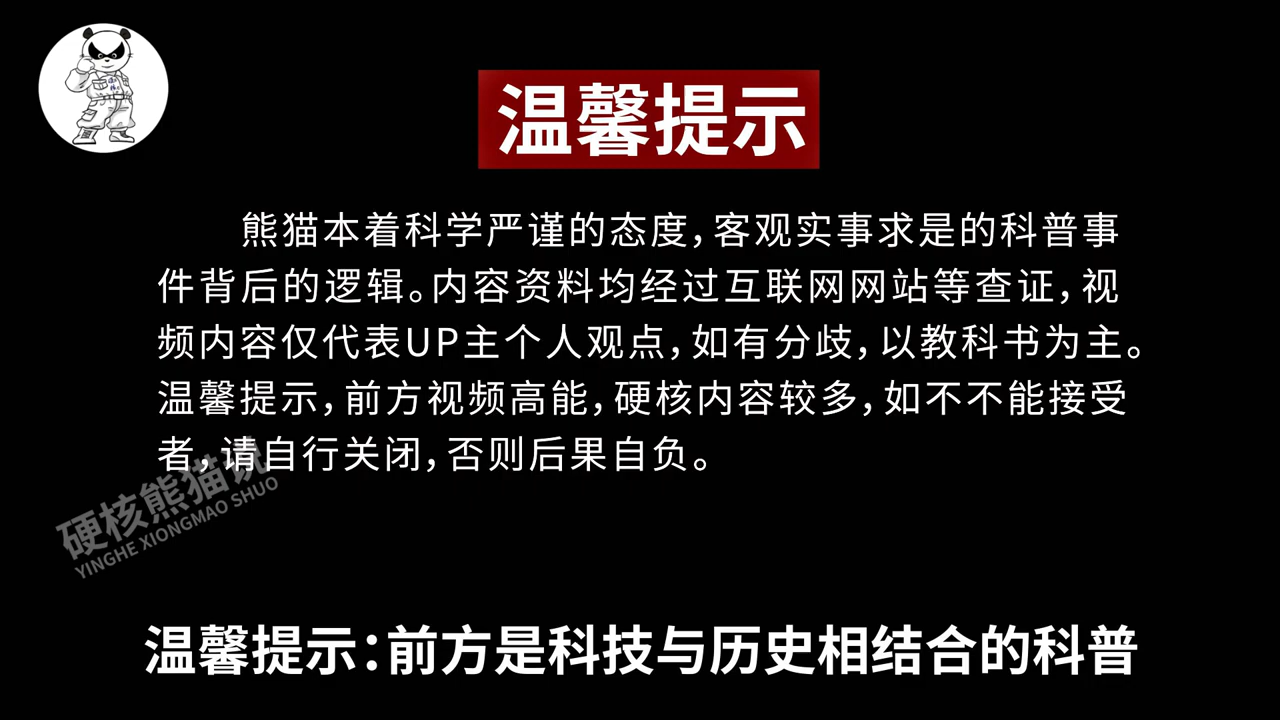 温馨提示
熊猫本着科学严谨的态度，客观实事求是的科普事
件背后的逻辑。内容资料均经过互联网网站等查证，视
频内容仅代表UP主个人观点，如有分歧，以教科书为主。
温馨提示，前方视频高能，硬核内容较多，如不不能接受
者，请自行关闭，否则后果自负。
硬核熊猫说
YINGHE XIONGMAO SHUO
温馨提示：前方是科技与历史相结合的科普